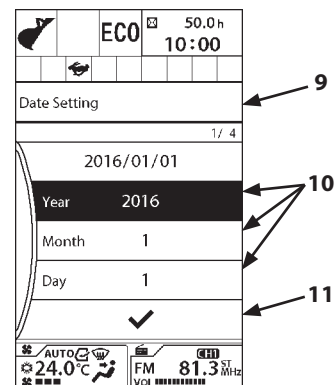 ECO 50.0 h
10:00
Date Setting
9
1/ 4
2016/01/01
Year 2016
10
Month 1
Day 1
11
AUTO
24.0°C
FM 81.3 MHz
ST
CH1
VOL